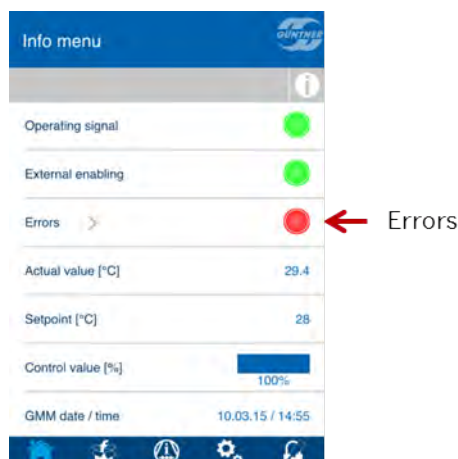 Info menu
GÜNTNER
i
Operating signal
External enabling
Errors >
Errors
Actual value [°C] 29.4
Setpoint [°C] 28
Control value [%]
100%
GMM date / time 10.03.15 / 14:55